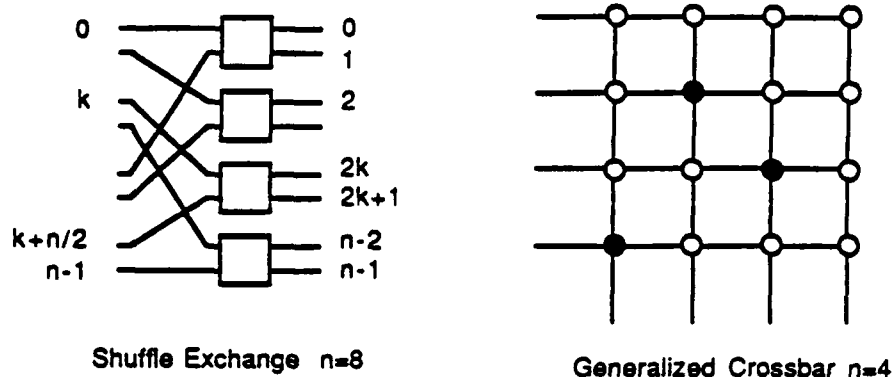 0
k
k+n/2
n-1
0
1
2
2k
2k+1
n-2
n-1
Shuffle Exchange n=8
Generalized Crossbar n=4